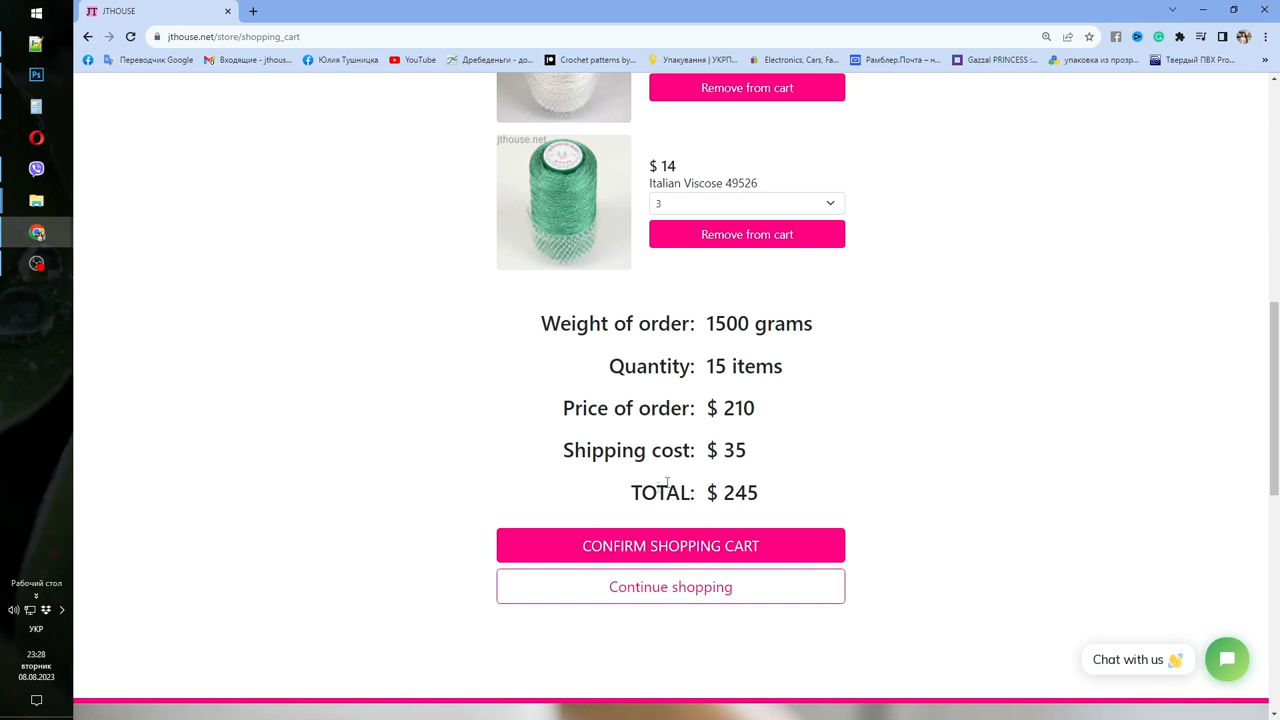 JTHOUSE
jthouse.net/store/shopping_cart
Переводчик Google
Входящие - jthous...
Юлия Тушницка
YouTube
Дребеденьги - до...
Crochet patterns by...
Упакування | УКРП...
Electronics, Cars, Fa...
Рамблер.Почта – н...
Gazzal PRINCESS :...
упаковка из прозр...
Твердый ПВХ Pro...
»
Remove from cart
jthouse.net
$ 14
Italian Viscose 49526
3
Remove from cart
Weight of order: 1500 grams
Quantity: 15 items
Price of order: $ 210
Shipping cost: $ 35
TOTAL: $ 245
CONFIRM SHOPPING CART
Continue shopping
Chat with us 👋
Рабочий стол
УКР
23:28
вторник
08.08.2023